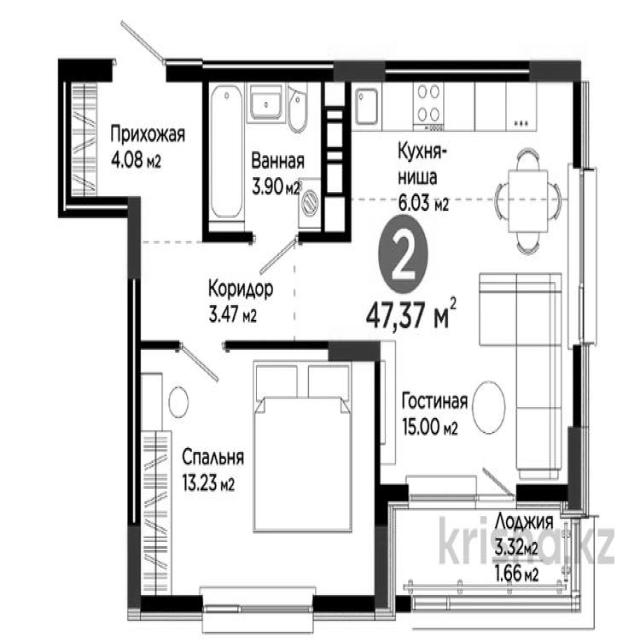 Прихожая
4.08 м2
Ванная
3.90 м2
Кухня-
ниша
6.03 м2
2
47,37 м2
Коридор
3.47 м2
Гостиная
15.00 м2
Спальня
13.23 м2
Лоджия
3.32м2
1.66 м2
krisha.kz